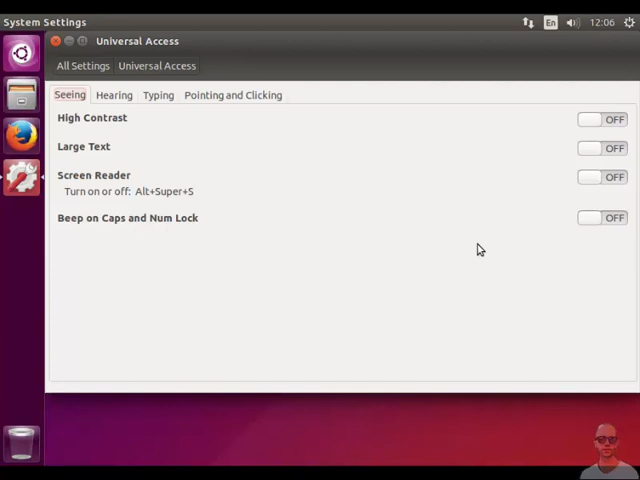 System Settings
En
12:06
Universal Access
All Settings
Universal Access
Seeing
Hearing
Typing
Pointing and Clicking
High Contrast
OFF
Large Text
OFF
Screen Reader
OFF
Turn on or off: Alt+Super+S
Beep on Caps and Num Lock
OFF